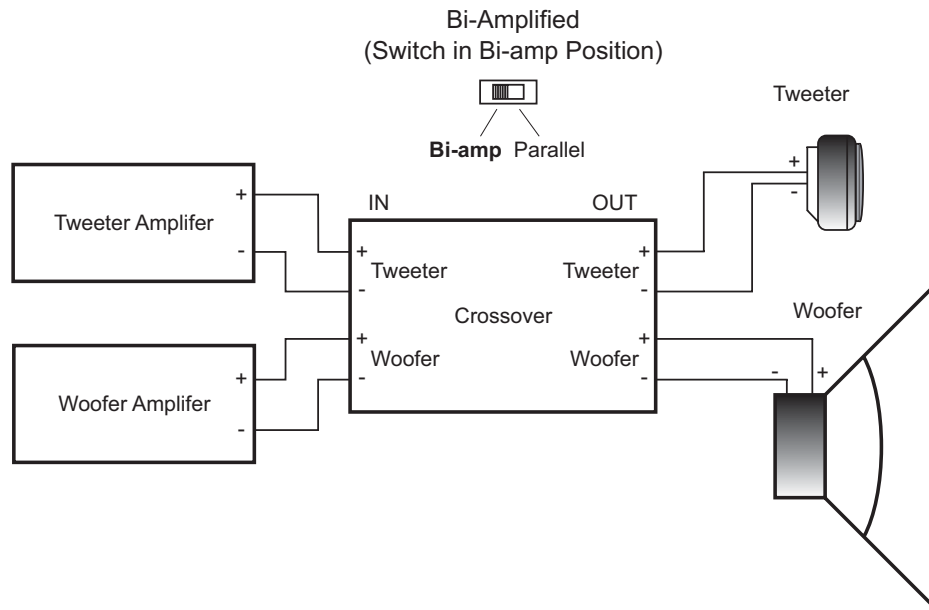 Bi-Amplified
(Switch in Bi-amp Position)
Bi-amp Parallel
Tweeter
+
-
IN
OUT
Tweeter Amplifer
+
-
+
Tweeter
-
+
Tweeter
-
Crossover
Woofer
Woofer Amplifer
+
-
+
Woofer
-
+
Woofer
-
-
+